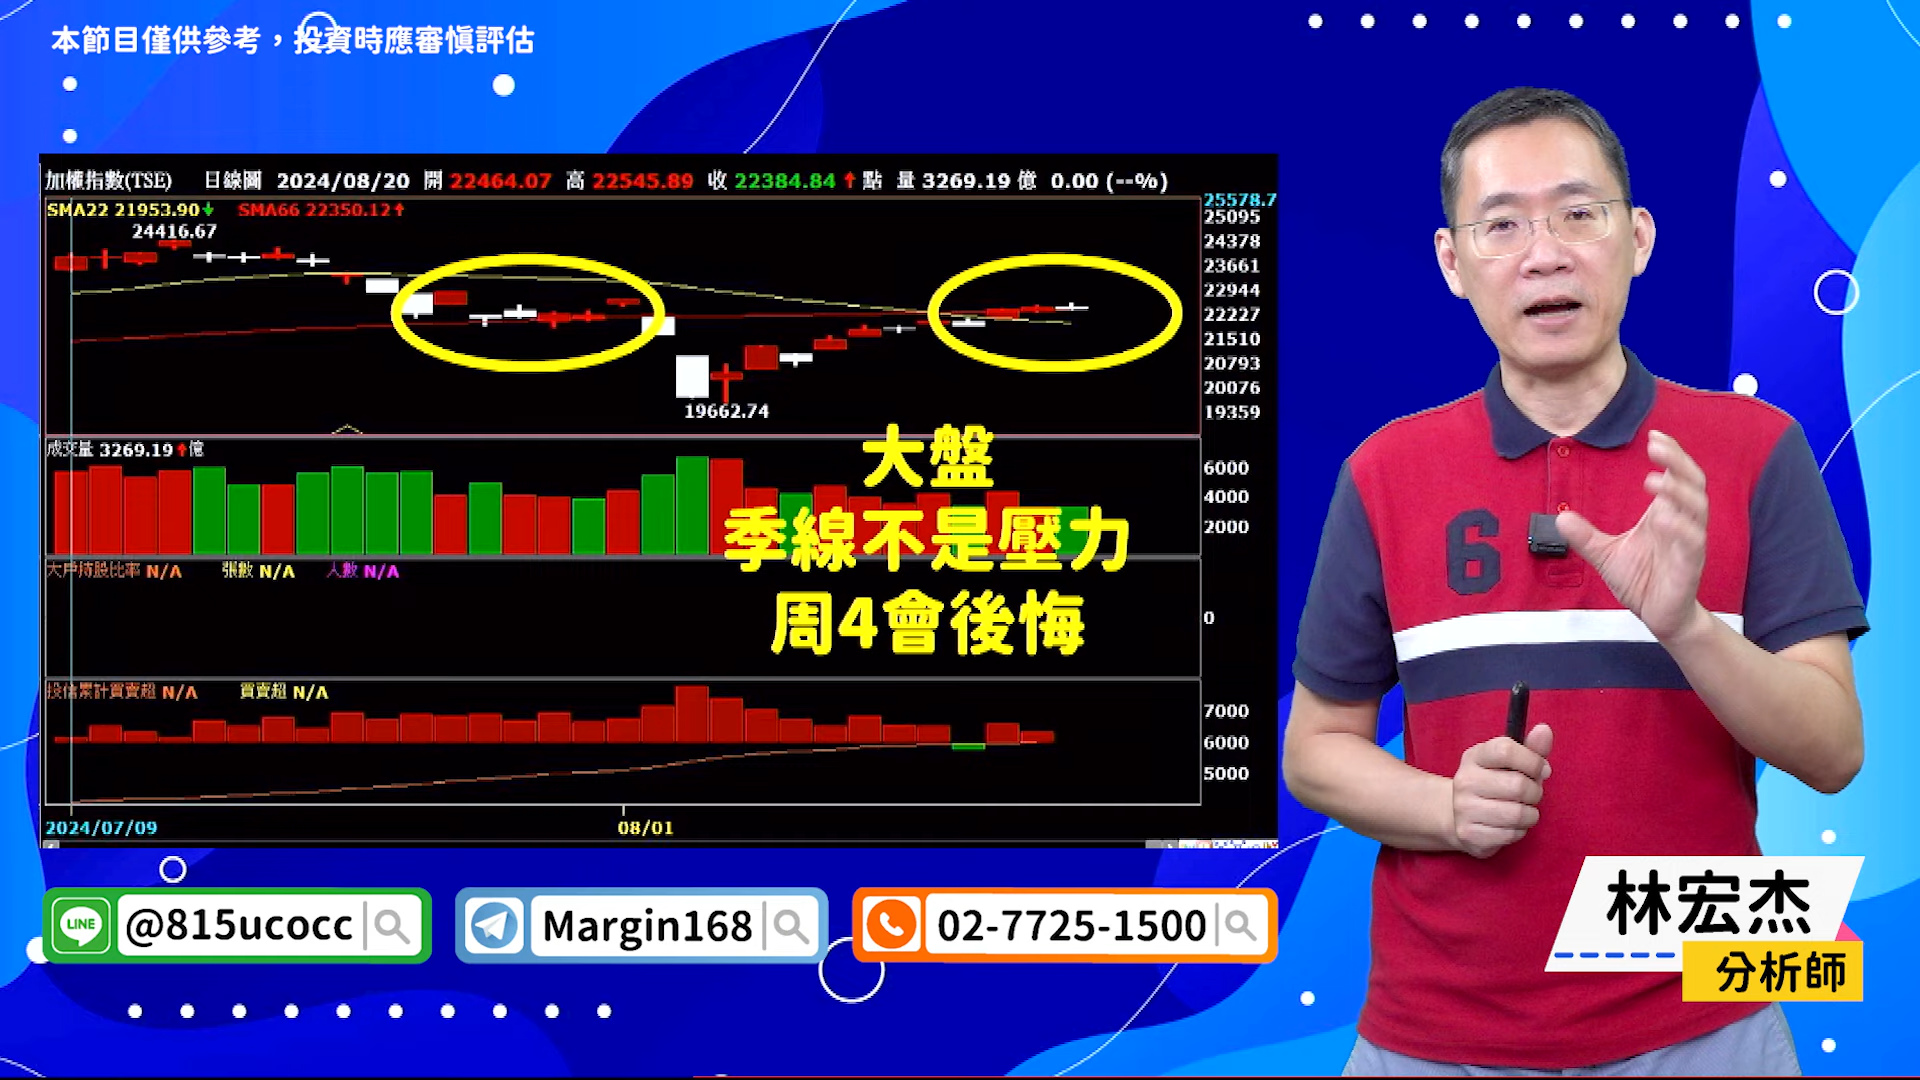 本節目僅供參考，投資時應審慎評估
加權指數(TSE) 日線圖 2024/08/20 開 22464.07 高 22545.89 收 22384.84 ↑ 點 量 3269.19 億 0.00 (--%)
SMA22 21953.90↓ SMA66 22350.12↑
24416.67
19662.74
25578.7
25095
24378
23661
22944
22227
21510
20793
20076
19359
成交量 3269.19↑億
6000
4000
2000
大盤
季線不是壓力
周4會後悔
大戶持股比率 N/A 張數 N/A 人數 N/A
0
投信累計買賣超 N/A 買賣超 N/A
7000
6000
5000
2024/07/09
08/01
6
LINE @815ucocc
Margin168
02-7725-1500
林宏杰
分析師